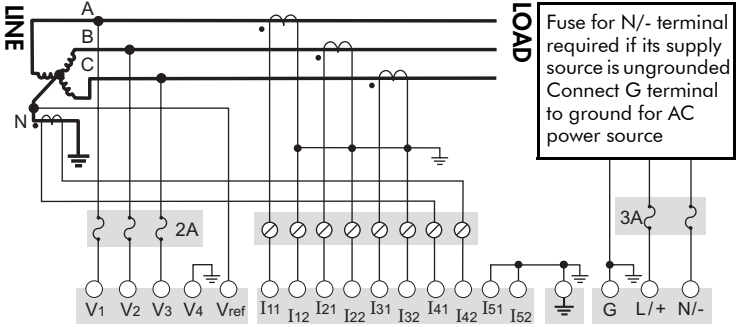 LINE
A
B
C
N
LOAD
Fuse for N/- terminal
required if its supply
source is ungrounded
Connect G terminal
to ground for AC
power source
2A
3A
V1 V2 V3 V4 Vref I11 I12 I21 I22 I31 I32 I41 I42 I51 I52 G L/+ N/-